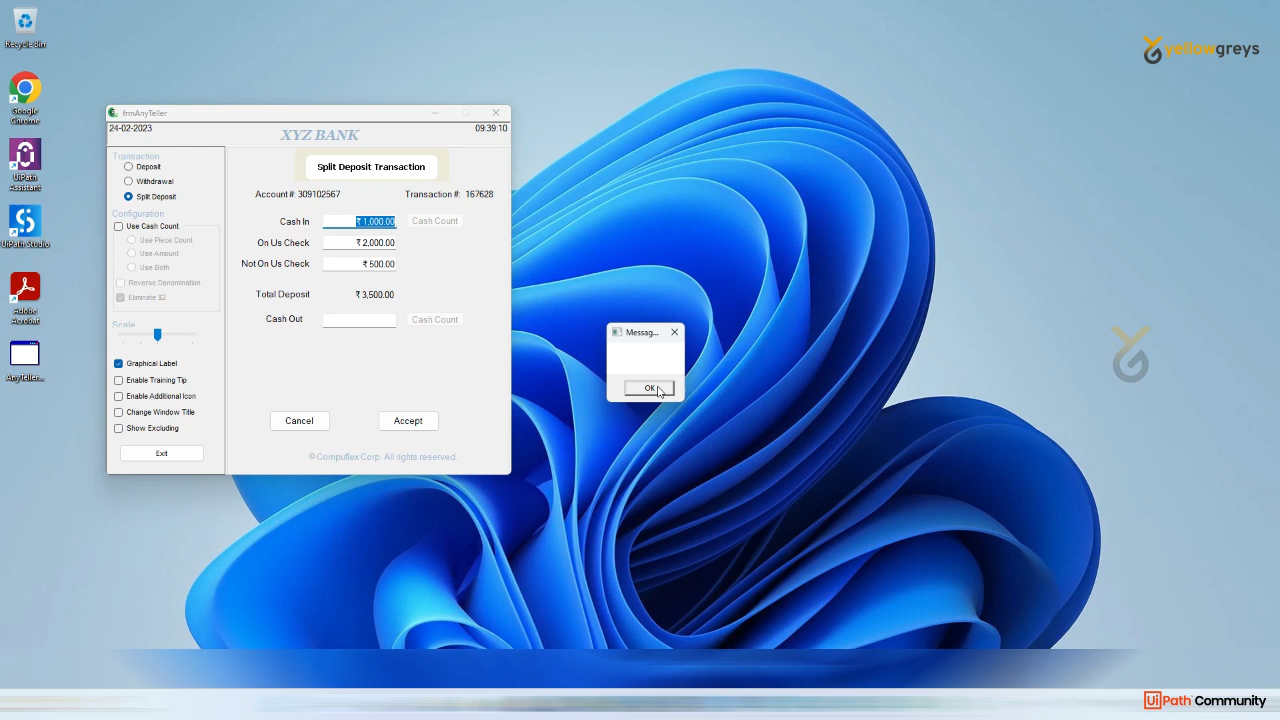 Recycle Bin
Google Chrome
UiPath Assistant
UiPath Studio
Adobe Acrobat
AnyTeller...
yellowgreys
frmAnyTeller
24-02-2023
XYZ BANK
09:39:10
Transaction
Deposit
Withdrawal
Split Deposit
Configuration
Use Cash Count
Use Piece Count
Use Amount
Use Both
Reverse Denomination
Eliminate $2
Scale
Graphical Label
Enable Training Tip
Enable Additional Icon
Change Window Title
Show Excluding
Exit
Split Deposit Transaction
Account #: 309102567 Transaction #: 167628
Cash In ₹ 1,000.00 Cash Count
On Us Check ₹ 2,000.00
Not On Us Check ₹ 500.00
Total Deposit ₹ 3,500.00
Cash Out Cash Count
Cancel Accept
© Compuflex Corp. All rights reserved.
Messag...
OK
UiPath Community